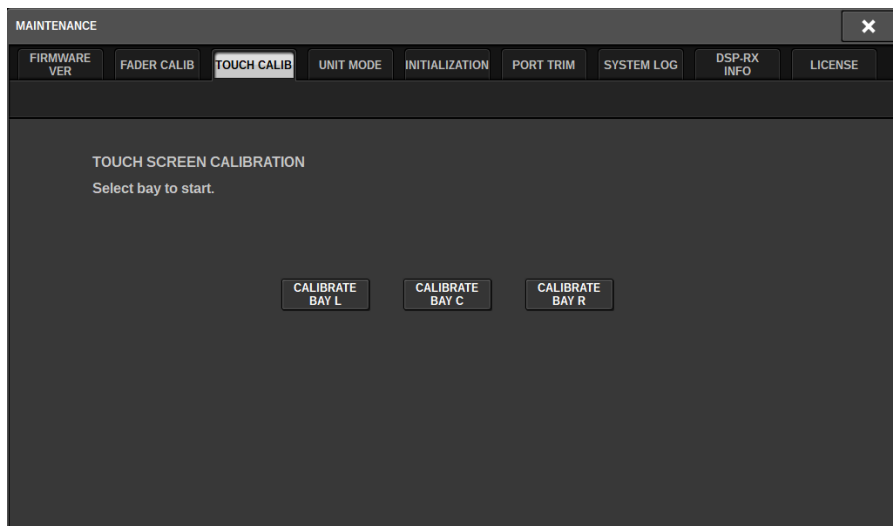 MAINTENANCE
FIRMWARE
VER
FADER CALIB
TOUCH CALIB
UNIT MODE
INITIALIZATION
PORT TRIM
SYSTEM LOG
DSP-RX
INFO
LICENSE
TOUCH SCREEN CALIBRATION
Select bay to start.
CALIBRATE
BAY L
CALIBRATE
BAY C
CALIBRATE
BAY R